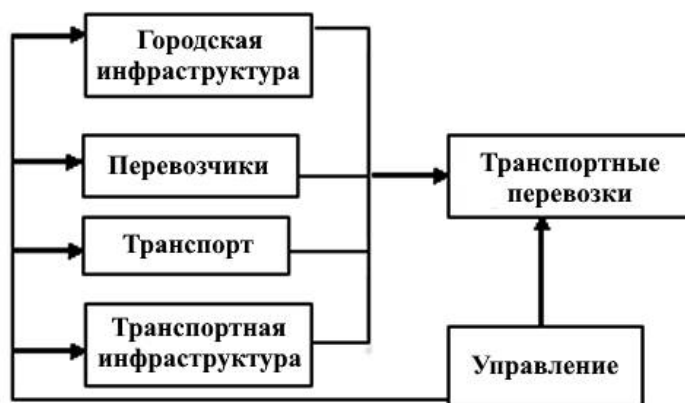 Городская
инфраструктура
Перевозчики
Транспорт
Транспортная
инфраструктура
Транспортные
перевозки
Управление